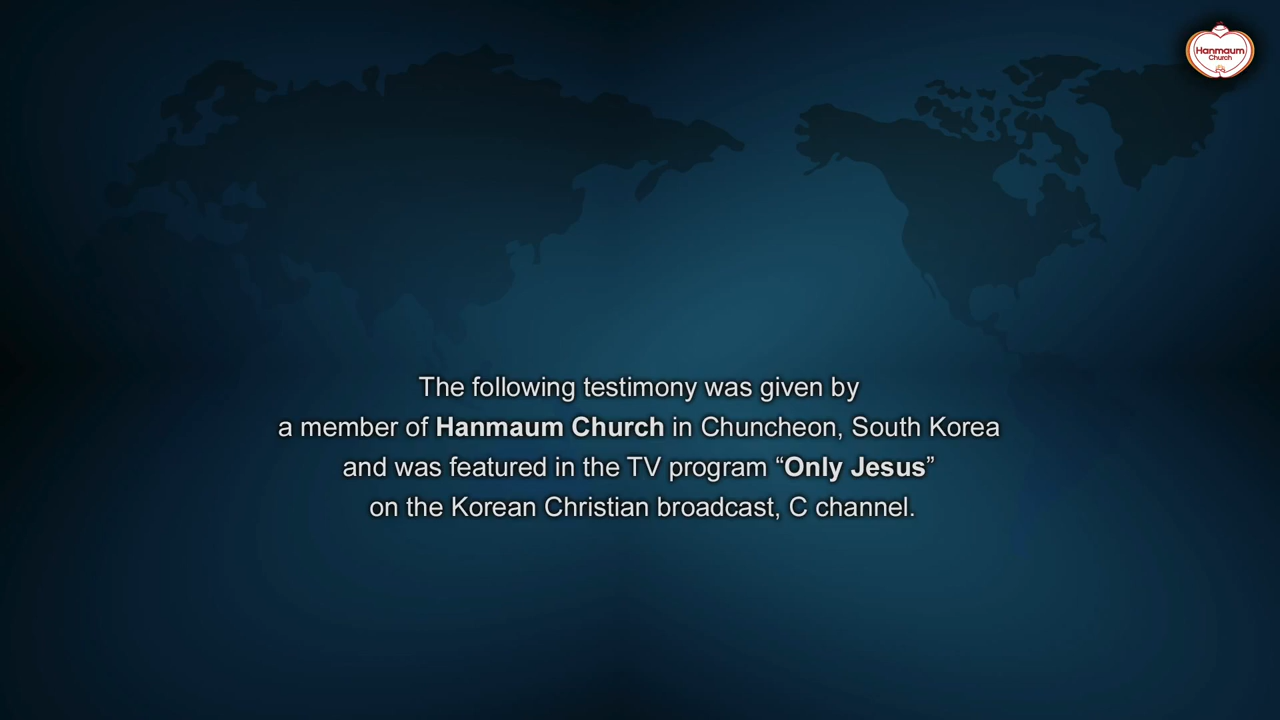 Hanmaum
Church
The following testimony was given by
a member of Hanmaum Church in Chuncheon, South Korea
and was featured in the TV program “Only Jesus”
on the Korean Christian broadcast, C channel.